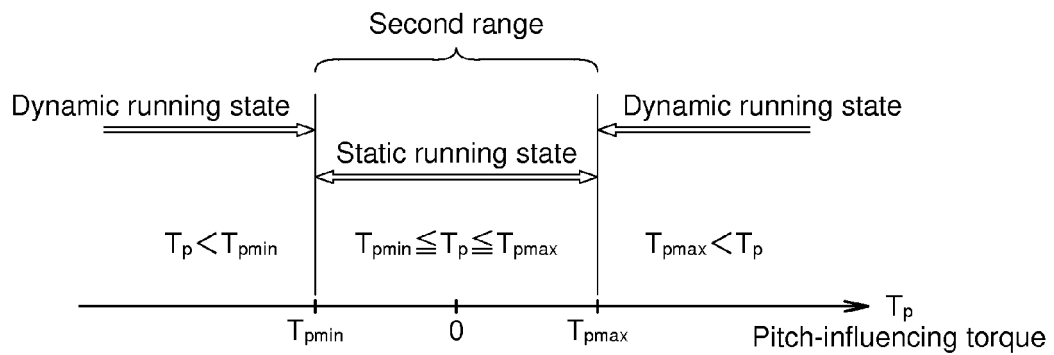 Second range
Dynamic running state
Dynamic running state
Static running state
Tp<Tpmin
Tpmin≦Tp≦Tpmax
Tpmax<Tp
Tpmin
0
Tpmax
Tp
Pitch-influencing torque